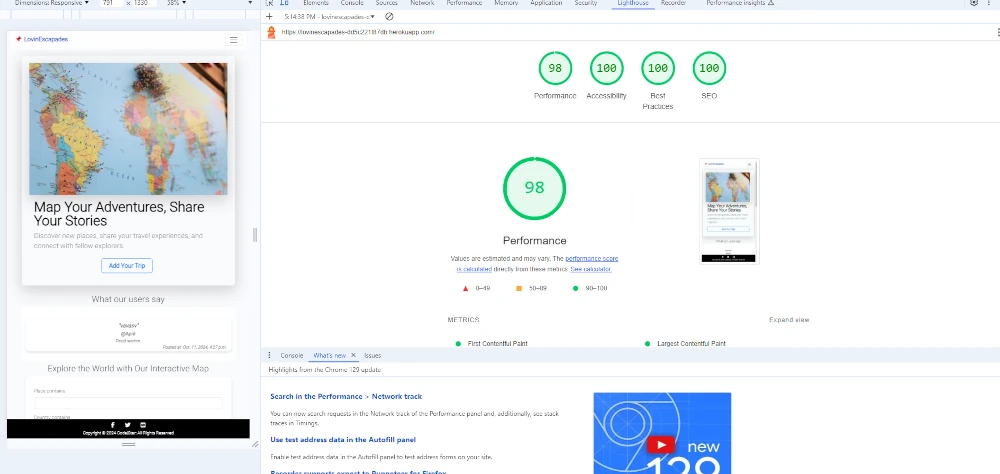 Dimensions: Responsive ▾ 791 × 1330 58% ▾
Elements Console Sources Network Performance Memory Application Security Lighthouse Recorder Performance insights
5:14:38 PM - lovinescapades-c ▾
https://lovinescapades-dd5c221f87db.herokuapp.com/
LovinEscapades
Map Your Adventures, Share
Your Stories
Discover new places, share your travel experiences, and
connect with fellow explorers.
Add Your Trip
What our users say
@April
Read review
Posted at: Oct. 11, 2024, 4:37 p.m.
Explore the World with Our Interactive Map
Place contains
Country contains
Copyright © 2024 CodeStar: All Rights Reserved
98 100 100 100
Performance Accessibility Best
Practices SEO
98
Performance
Values are estimated and may vary. The performance score
is calculated directly from these metrics. See calculator.
0–49 50–89 90–100
METRICS Expand view
First Contentful Paint Largest Contentful Paint
Console What's new Issues
Highlights from the Chrome 129 update
Search in the Performance > Network track
You can now search requests in the Network track of the Performance panel and, additionally, see stack
traces in Timings.
Use test address data in the Autofill panel
Enable test address data in the Autofill panel to test address forms on your site.
Recorder supports export to Puppeteer for Firefox
new
129